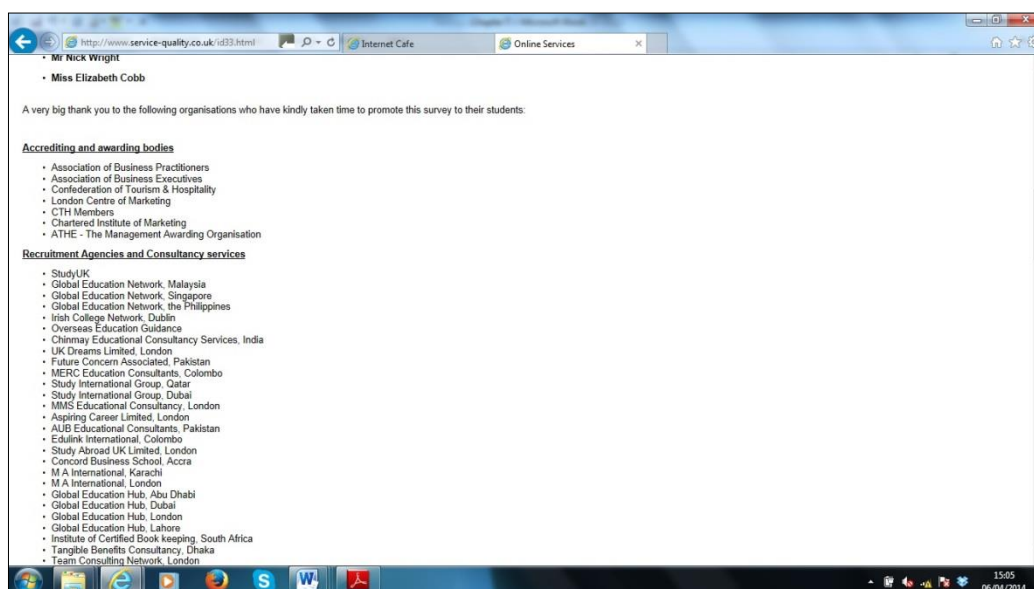 http://www.service-quality.co.uk/id33.html
Internet Cafe
Online Services
• Mr Nick Wright
• Miss Elizabeth Cobb
A very big thank you to the following organisations who have kindly taken time to promote this survey to their students:
Accrediting and awarding bodies
• Association of Business Practitioners
• Association of Business Executives
• Confederation of Tourism & Hospitality
• London Centre of Marketing
• CTH Members
• Chartered Institute of Marketing
• ATHE - The Management Awarding Organisation
Recruitment Agencies and Consultancy services
• StudyUK
• Global Education Network, Malaysia
• Global Education Network, Singapore
• Global Education Network, the Philippines
• Irish College Network, Dublin
• Overseas Education Guidance
• Chinmay Educational Consultancy Services, India
• UK Dreams Limited, London
• Future Concern Associated, Pakistan
• MERC Education Consultants, Colombo
• Study International Group, Qatar
• Study International Group, Dubai
• MMS Educational Consultancy, London
• Aspiring Career Limited, London
• AUB Educational Consultants, Pakistan
• Edulink International, Colombo
• Study Abroad UK Limited, London
• Concord Business School, Accra
• M A International, Karachi
• M A International, London
• Global Education Hub, Abu Dhabi
• Global Education Hub, Dubai
• Global Education Hub, London
• Global Education Hub, Lahore
• Institute of Certified Book keeping, South Africa
• Tangible Benefits Consultancy, Dhaka
• Team Consulting Network, London
15:05
06/04/2014